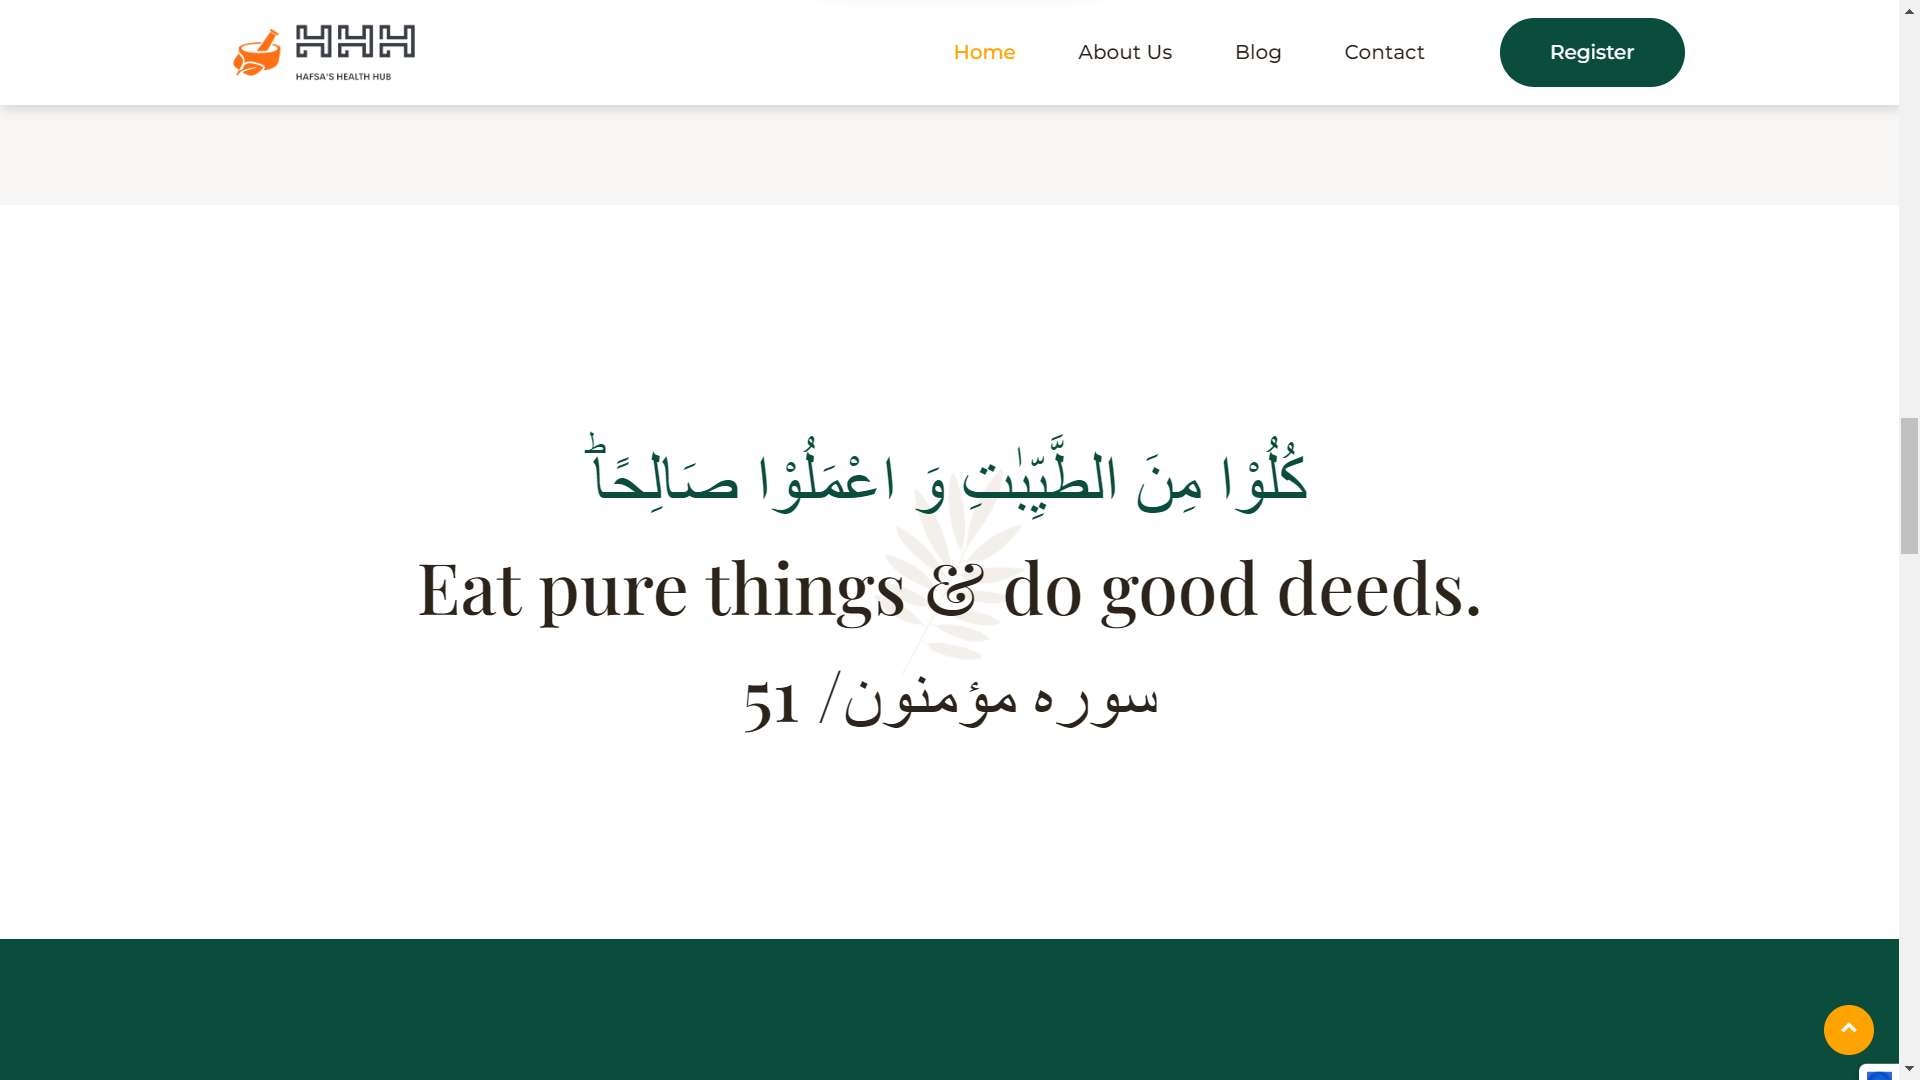 HHH
HAFSA'S HEALTH HUB
Home
About Us
Blog
Contact
Register
كُلُوْا مِنَ الطَّيِّبٰتِ وَ اعْمَلُوْا صَالِحًاؕ
Eat pure things & do good deeds.
سوره مؤمنون/ 51